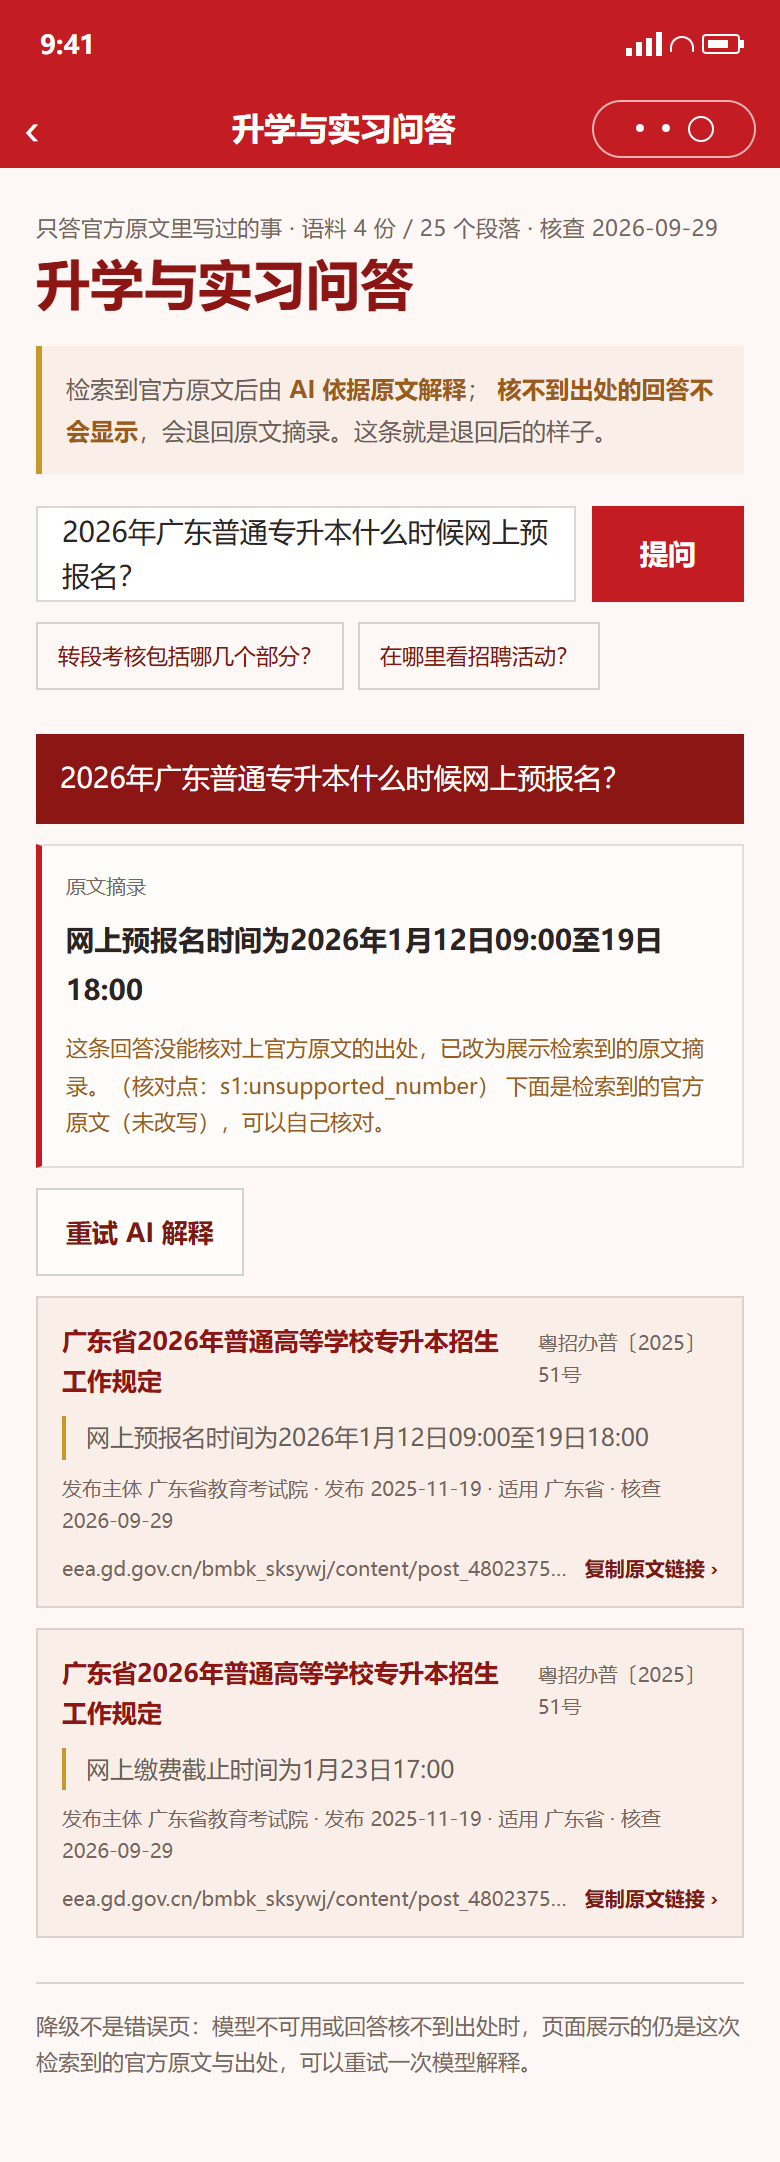 9:41
升学与实习问答
只答官方原文里写过的事 · 语料 4 份 / 25 个段落 · 核查 2026-09-29
升学与实习问答
检索到官方原文后由 AI 依据原文解释； 核不到出处的回答不
会显示，会退回原文摘录。这条就是退回后的样子。
2026年广东普通专升本什么时候网上预
报名？
提问
转段考核包括哪几个部分？
在哪里看招聘活动？
2026年广东普通专升本什么时候网上预报名？
原文摘录
网上预报名时间为2026年1月12日09:00至19日
18:00
这条回答没能核对上官方原文的出处，已改为展示检索到的原文摘
录。（核对点：s1:unsupported_number） 下面是检索到的官方
原文（未改写），可以自己核对。
重试 AI 解释
广东省2026年普通高等学校专升本招生
工作规定
粤招办普〔2025〕
51号
网上预报名时间为2026年1月12日09:00至19日18:00
发布主体 广东省教育考试院 · 发布 2025-11-19 · 适用 广东省 · 核查
2026-09-29
eea.gd.gov.cn/bmbk_sksywj/content/post_4802375...
复制原文链接 ›
广东省2026年普通高等学校专升本招生
工作规定
粤招办普〔2025〕
51号
网上缴费截止时间为1月23日17:00
发布主体 广东省教育考试院 · 发布 2025-11-19 · 适用 广东省 · 核查
2026-09-29
eea.gd.gov.cn/bmbk_sksywj/content/post_4802375...
复制原文链接 ›
降级不是错误页：模型不可用或回答核不到出处时，页面展示的仍是这次
检索到的官方原文与出处，可以重试一次模型解释。